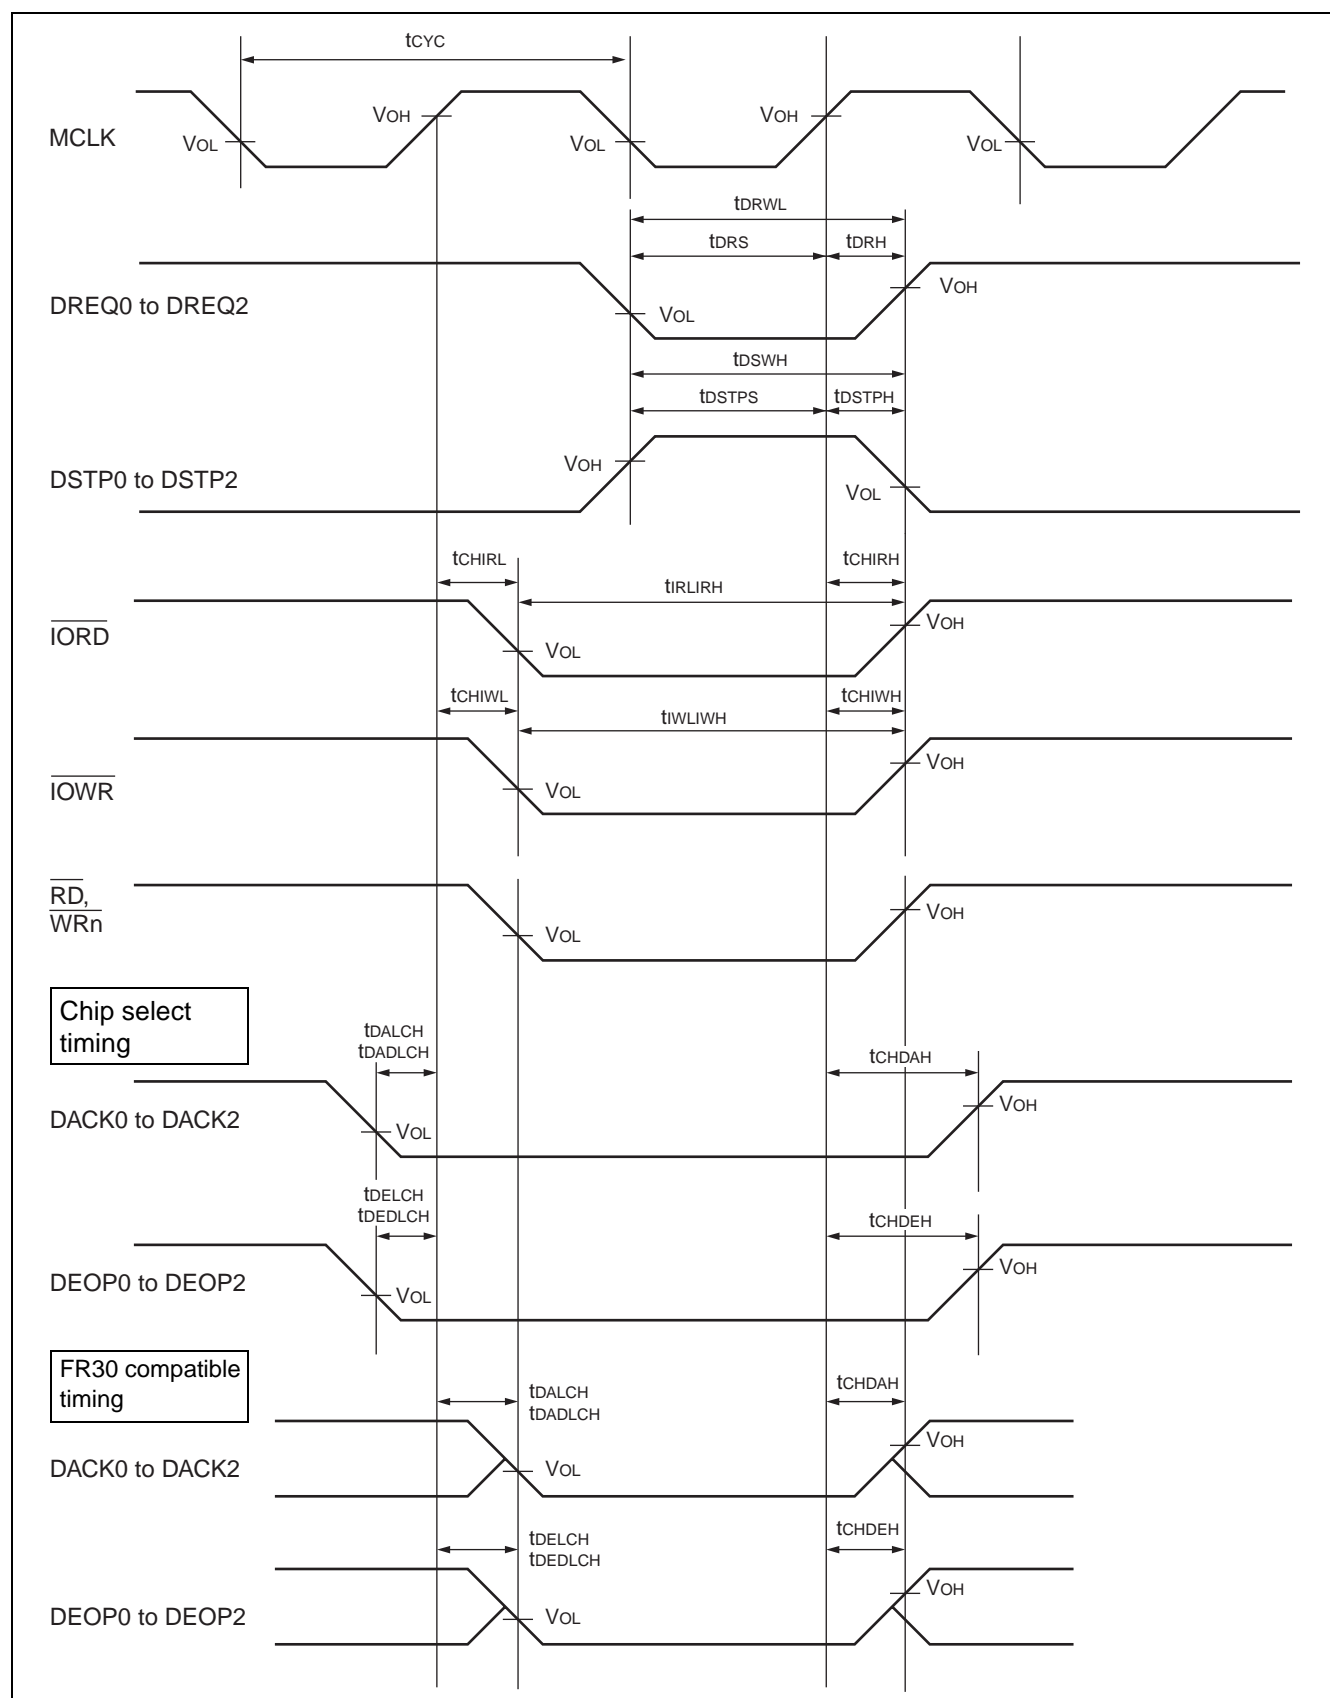 tCYC
MCLK
VOL
VOH
VOL
VOH
VOL
tDRWL
tDRS
tDRH
DREQ0 to DREQ2
VOL
VOH
tDSWH
tDSTPS
tDSTPH
DSTP0 to DSTP2
VOH
VOL
tCHIRL
tCHIRH
tIRLIRH
IORD
VOL
VOH
tCHIWL
tCHIWH
tIWLIWH
IOWR
VOL
VOH
RD,
WRn
VOL
VOH
Chip select
timing
tDALCH
tDADLCH
tCHDAH
DACK0 to DACK2
VOL
VOH
tDELCH
tDEDLCH
tCHDEH
DEOP0 to DEOP2
VOL
VOH
FR30 compatible
timing
tDALCH
tDADLCH
tCHDAH
DACK0 to DACK2
VOL
VOH
tDELCH
tDEDLCH
tCHDEH
DEOP0 to DEOP2
VOL
VOH